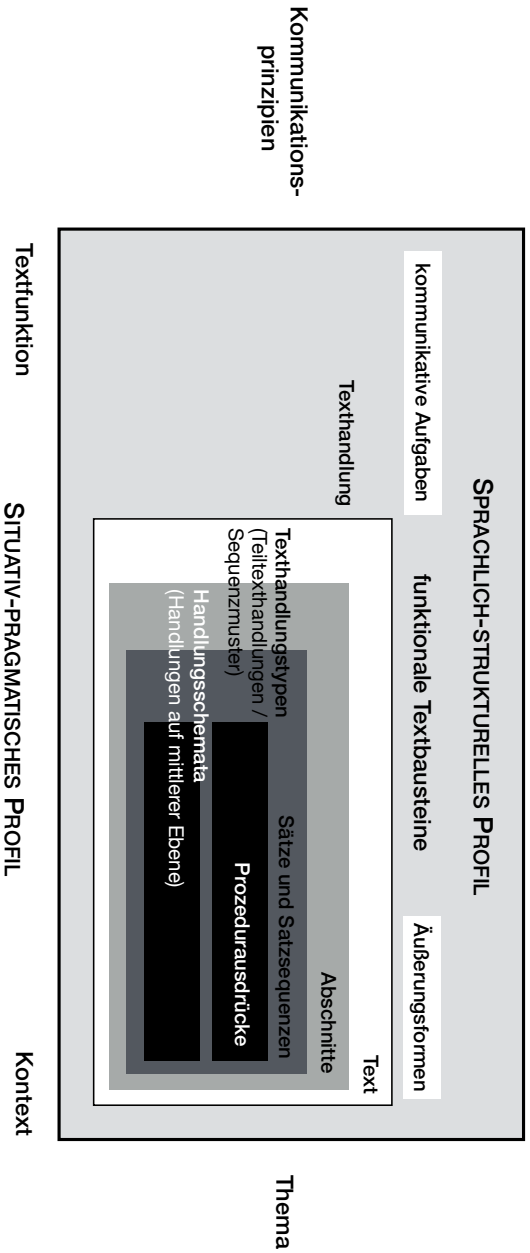 Kommunikations-
prinzipien
SPRACHLICH-STRUKTURELLES PROFIL
kommunikative Aufgaben
funktionale Textbausteine
Äußerungsformen
Texthandlung
Text
Texthandlungstypen
(Teiltexthandlungen /
Sequenzmuster)
Abschnitte
Sätze und Satzsequenzen
Prozedurausdrücke
Handlungsschemata
(Handlungen auf mittlerer Ebene)
Thema
Textfunktion
SITUATIV-PRAGMATISCHES PROFIL
Kontext